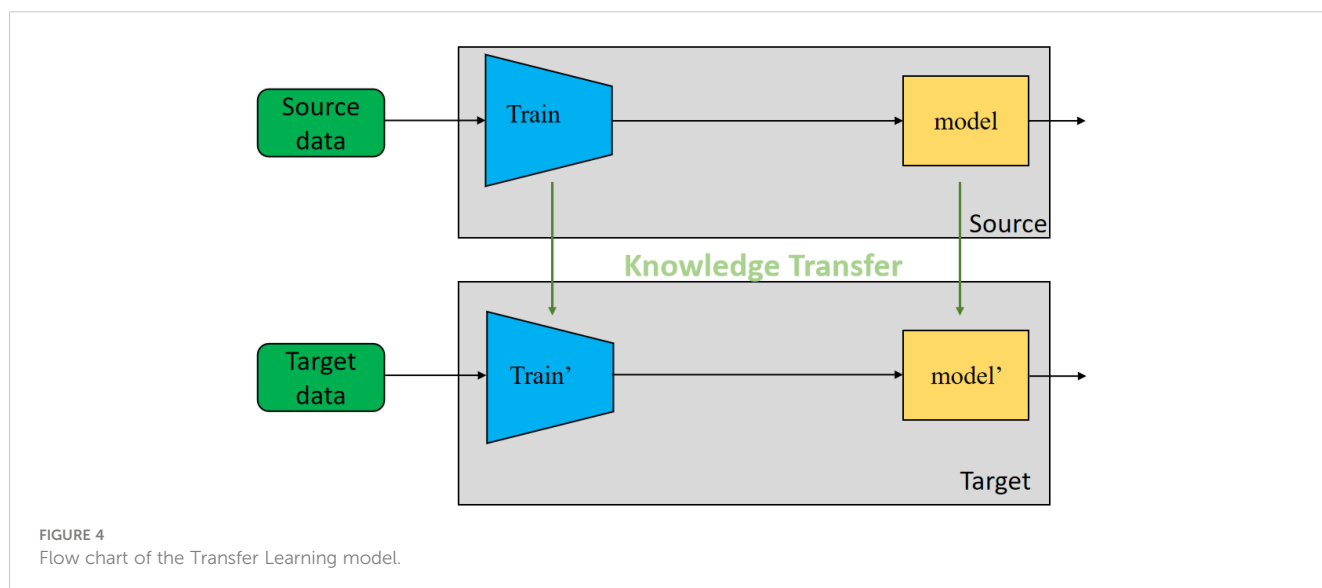 Source
data
Train
model
Source
Knowledge Transfer
Target
data
Train’
model’
Target
FIGURE 4
Flow chart of the Transfer Learning model.